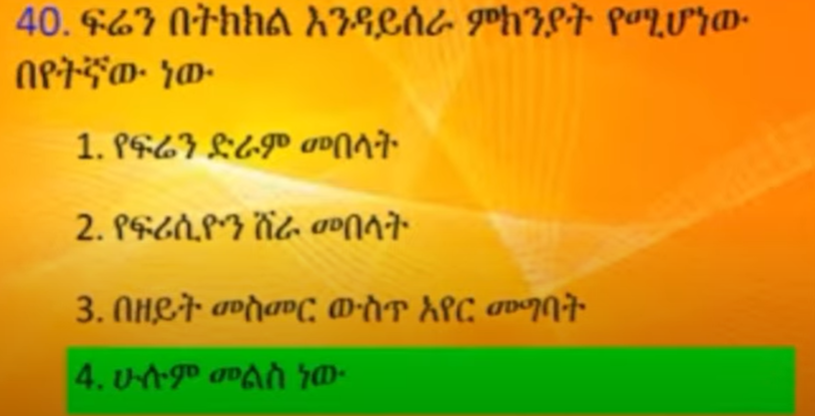 40. ፍሬን በትክክል እንዳይሰራ ምክንያት የሚሆነው
በየትኛው ነው
1. የፍሬን ድራም መበላት
2. የፍሪሲዮን ሸራ መበላት
3. በዘይት መስመር ውስጥ አየር መግባት
4. ሁሉም መልስ ነው